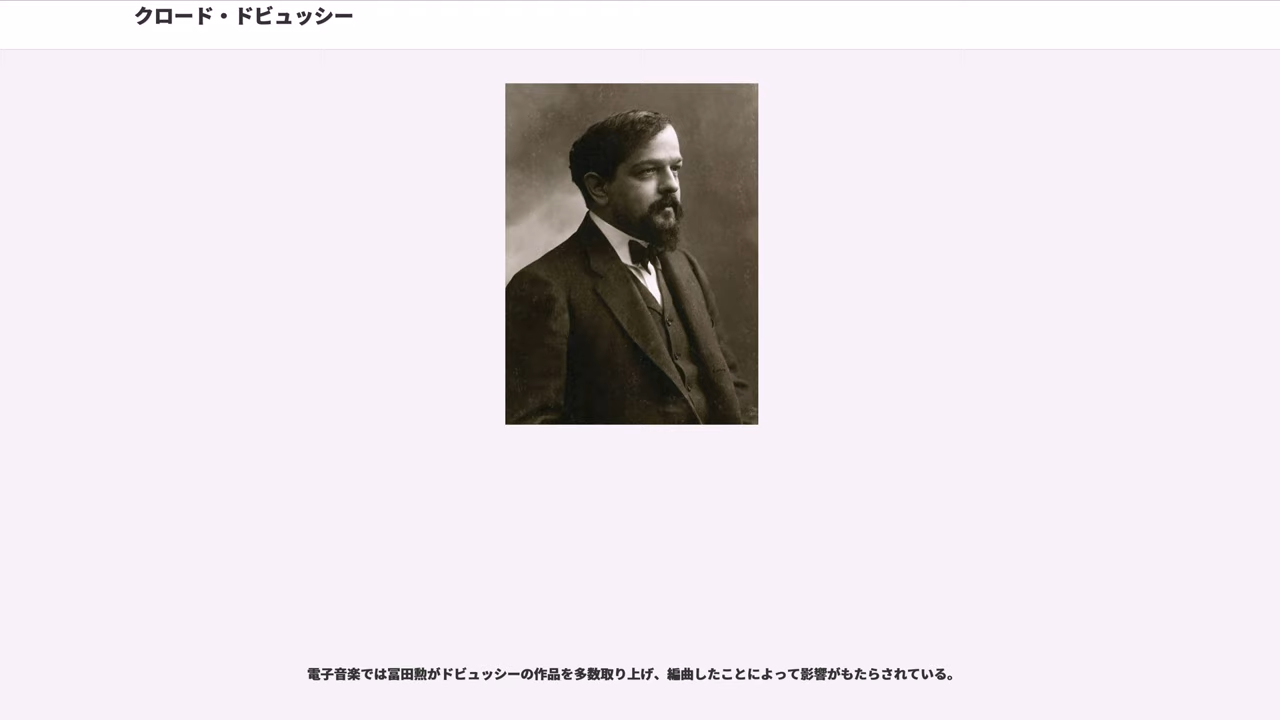 クロード・ドビュッシー
電子音楽では冨田勲がドビュッシーの作品を多数取り上げ、編曲したことによって影響がもたらされている。